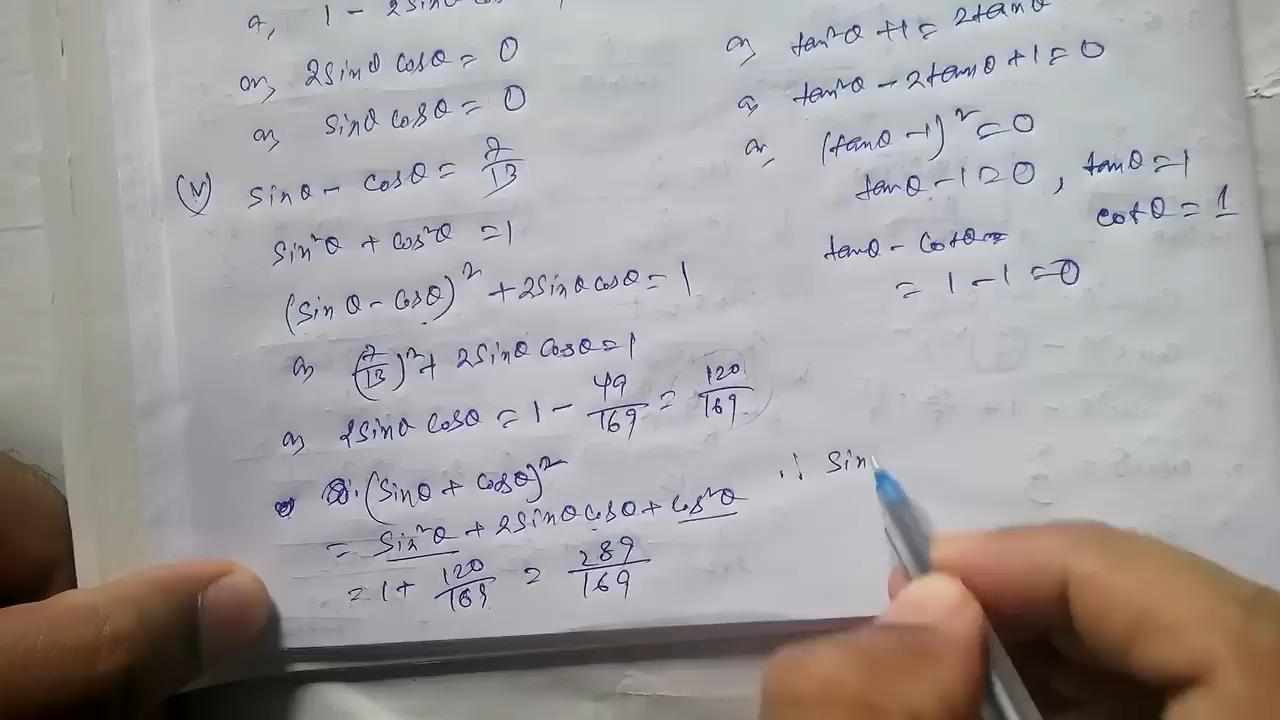 1 - 2sinθ
or, 2sinθ cosθ = 0
or, sinθ cosθ = 0
(v) sinθ - cosθ = 7/13
sin²θ + cos²θ = 1
(sinθ - cosθ)² + 2sinθ cosθ = 1
or (7/13)² + 2sinθ cosθ = 1
or 2sinθ cosθ = 1 - 49/169 = 120/169
(sinθ + cosθ)²
= sin²θ + 2sinθ cosθ + cos²θ
= 1 + 120/169 = 289/169
or tan²θ + 1 = 2tanθ
or tan²θ - 2tanθ + 1 = 0
or, (tanθ - 1)² = 0
tanθ - 1 = 0, tanθ = 1
cotθ = 1
tanθ - cotθ =
= 1 - 1 = 0
∴ sin